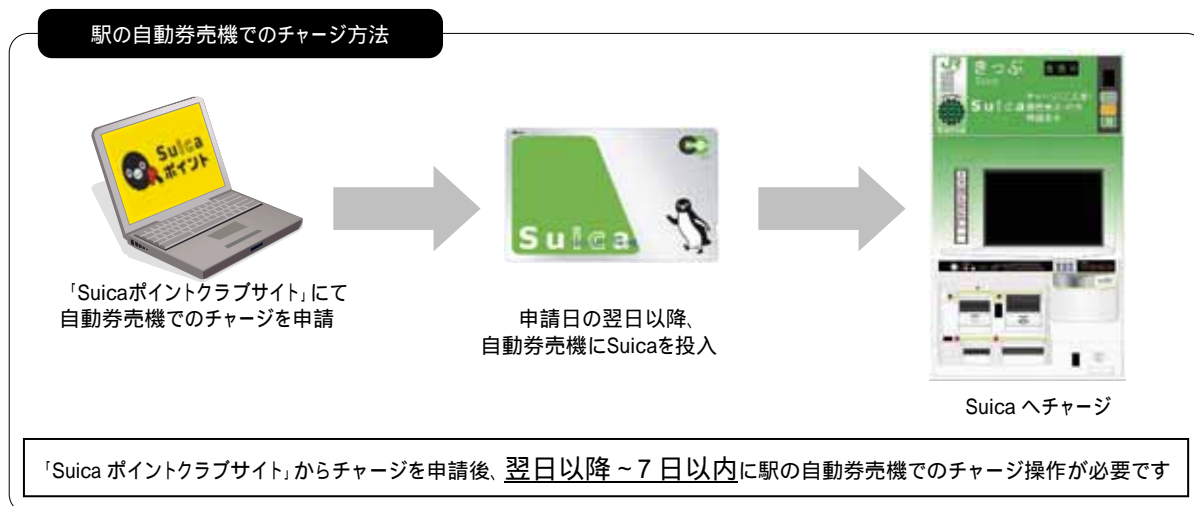 駅の自動券売機でのチャージ方法
Suica
ポイント
Suica
JR
きっぷ
Suica
「Suicaポイントクラブサイト」にて
自動券売機でのチャージを申請
申請日の翌日以降、
自動券売機にSuicaを投入
Suica へチャージ
「Suica ポイントクラブサイト」からチャージを申請後、翌日以降~7 日以内に駅の自動券売機でのチャージ操作が必要です